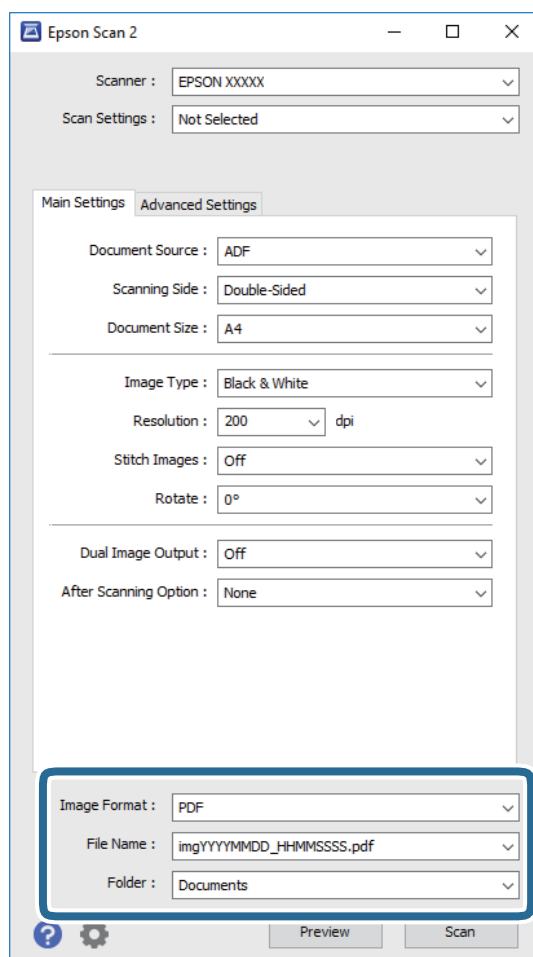 Epson Scan 2
Scanner : EPSON XXXXX
Scan Settings : Not Selected
Main Settings Advanced Settings
Document Source : ADF
Scanning Side : Double-Sided
Document Size : A4
Image Type : Black & White
Resolution : 200 dpi
Stitch Images : Off
Rotate : 0°
Dual Image Output : Off
After Scanning Option : None
Image Format : PDF
File Name : imgYYYYMMDD_HHMMSSSS.pdf
Folder : Documents
? Preview Scan